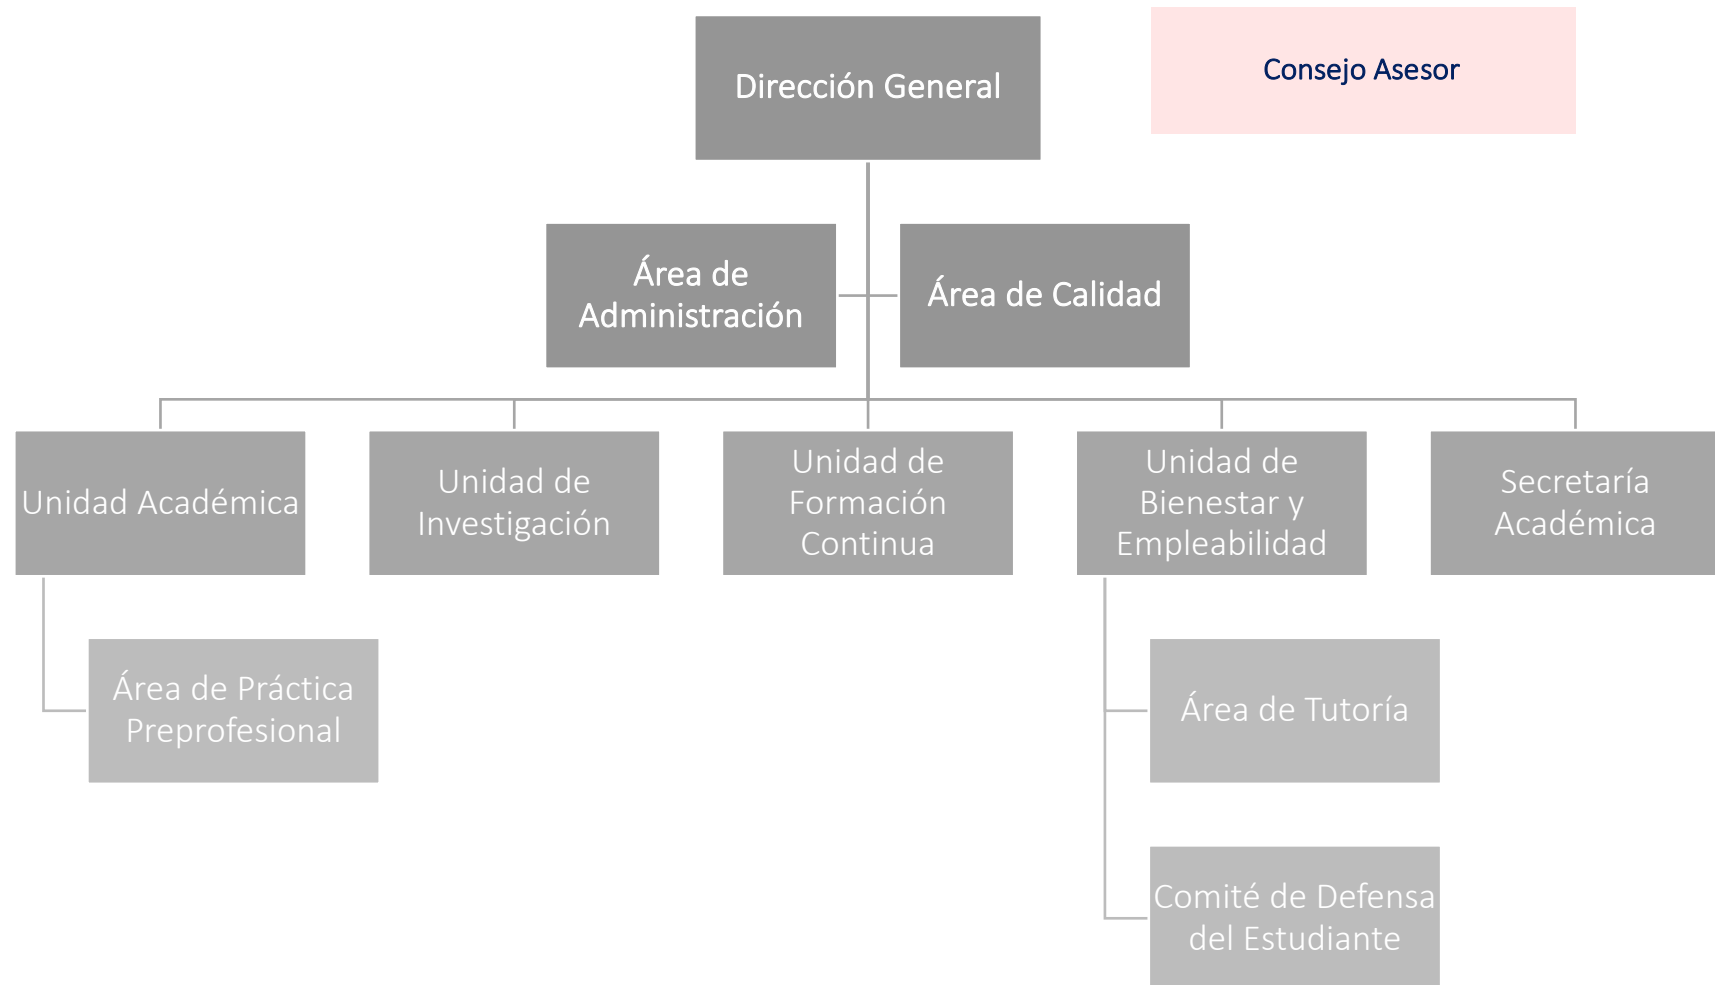 Dirección General
Consejo Asesor
Área de
Administración
Área de Calidad
Unidad Académica
Unidad de
Investigación
Unidad de
Formación
Continua
Unidad de
Bienestar y
Empleabilidad
Secretaría
Académica
Área de Práctica
Preprofesional
Área de Tutoría
Comité de Defensa
del Estudiante